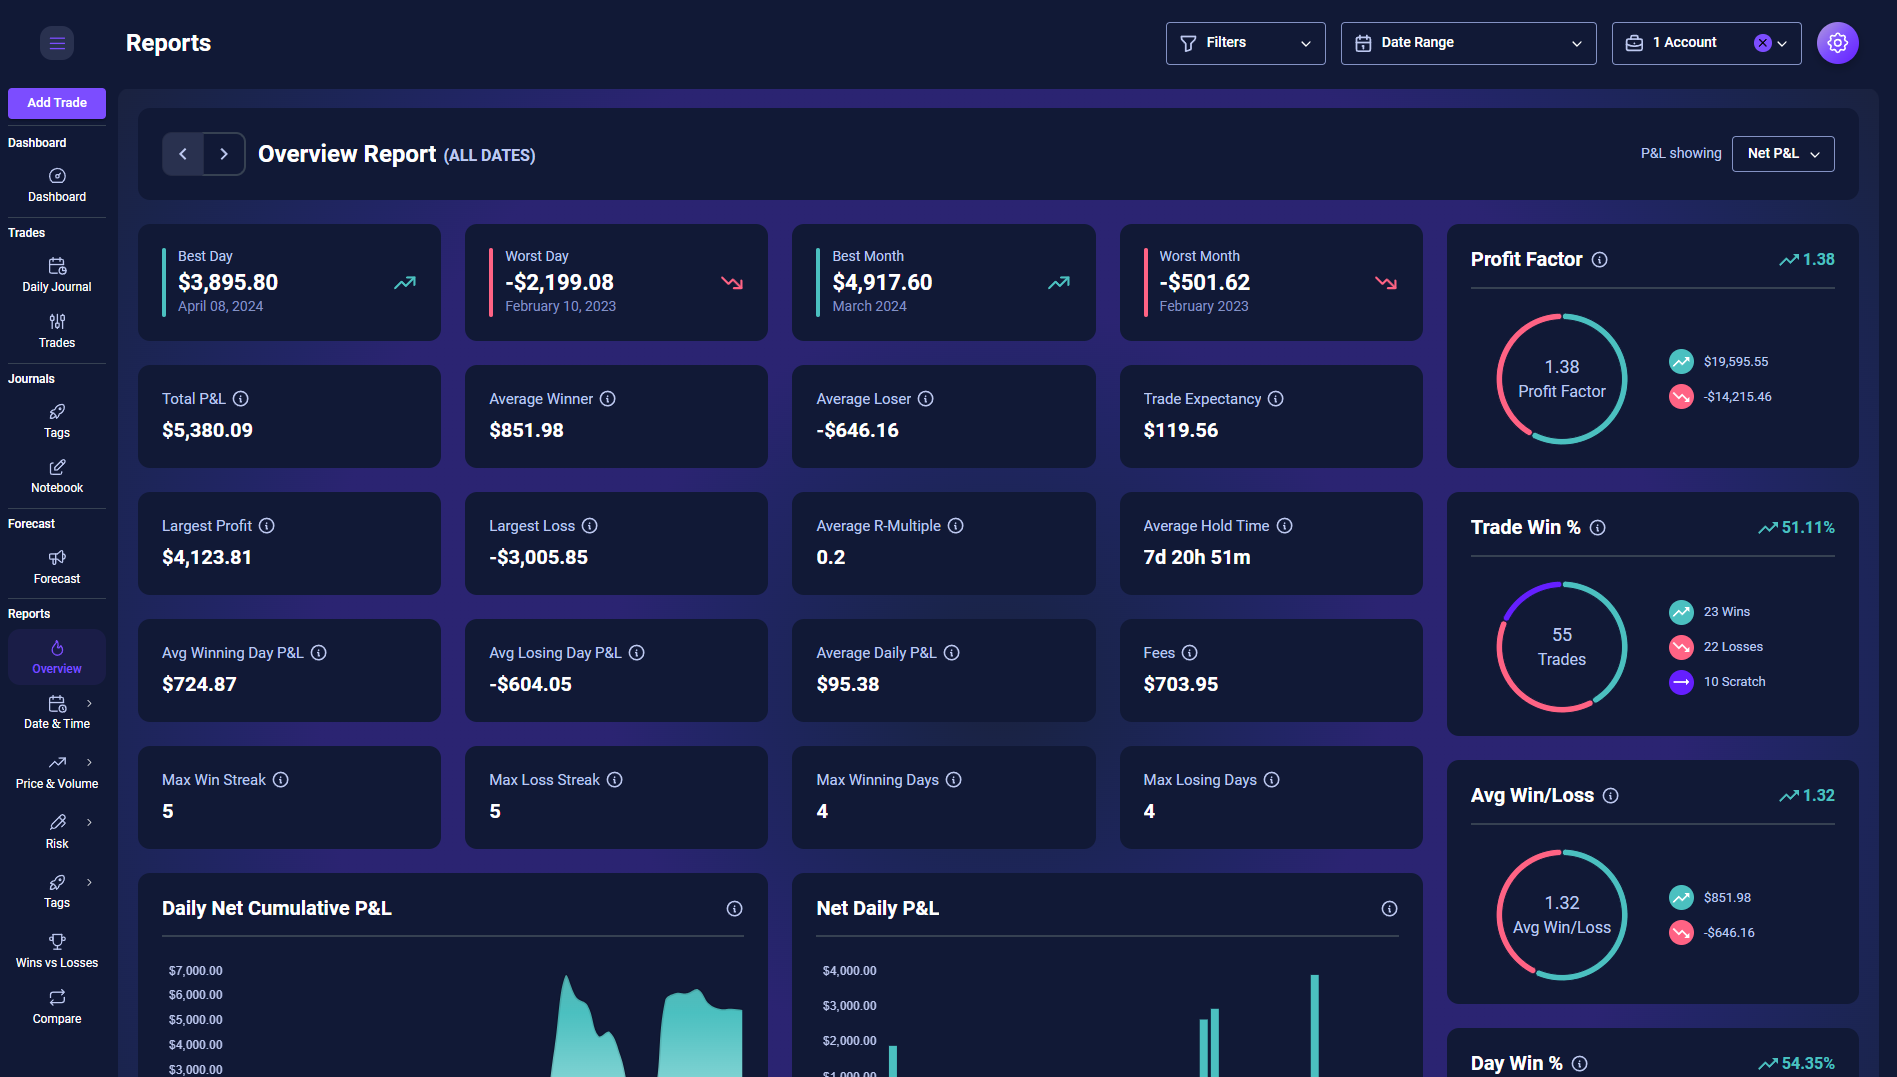 Reports
Filters
Date Range
1 Account
Add Trade
Dashboard
Dashboard
Trades
Daily Journal
Trades
Journals
Tags
Notebook
Forecast
Forecast
Reports
Overview
Date & Time
Price & Volume
Risk
Tags
Wins vs Losses
Compare
Overview Report (ALL DATES)
P&L showing
Net P&L
Best Day
$3,895.80
April 08, 2024
Worst Day
-$2,199.08
February 10, 2023
Best Month
$4,917.60
March 2024
Worst Month
-$501.62
February 2023
Total P&L
$5,380.09
Average Winner
$851.98
Average Loser
-$646.16
Trade Expectancy
$119.56
Largest Profit
$4,123.81
Largest Loss
-$3,005.85
Average R-Multiple
0.2
Average Hold Time
7d 20h 51m
Avg Winning Day P&L
$724.87
Avg Losing Day P&L
-$604.05
Average Daily P&L
$95.38
Fees
$703.95
Max Win Streak
5
Max Loss Streak
5
Max Winning Days
4
Max Losing Days
4
Daily Net Cumulative P&L
$7,000.00
$6,000.00
$5,000.00
$4,000.00
$3,000.00
Net Daily P&L
$4,000.00
$3,000.00
$2,000.00
$1,000.00
Profit Factor
1.38
1.38
Profit Factor
$19,595.55
-$14,215.46
Trade Win %
51.11%
55
Trades
23 Wins
22 Losses
10 Scratch
Avg Win/Loss
1.32
1.32
Avg Win/Loss
$851.98
-$646.16
Day Win %
54.35%